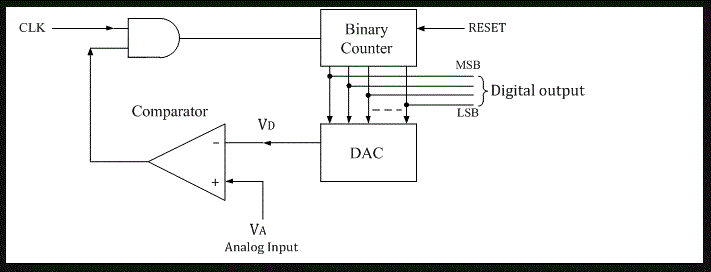 CLK
Binary
Counter
RESET
MSB
Digital output
LSB
Comparator
VD
DAC
−
+
VA
Analog Input